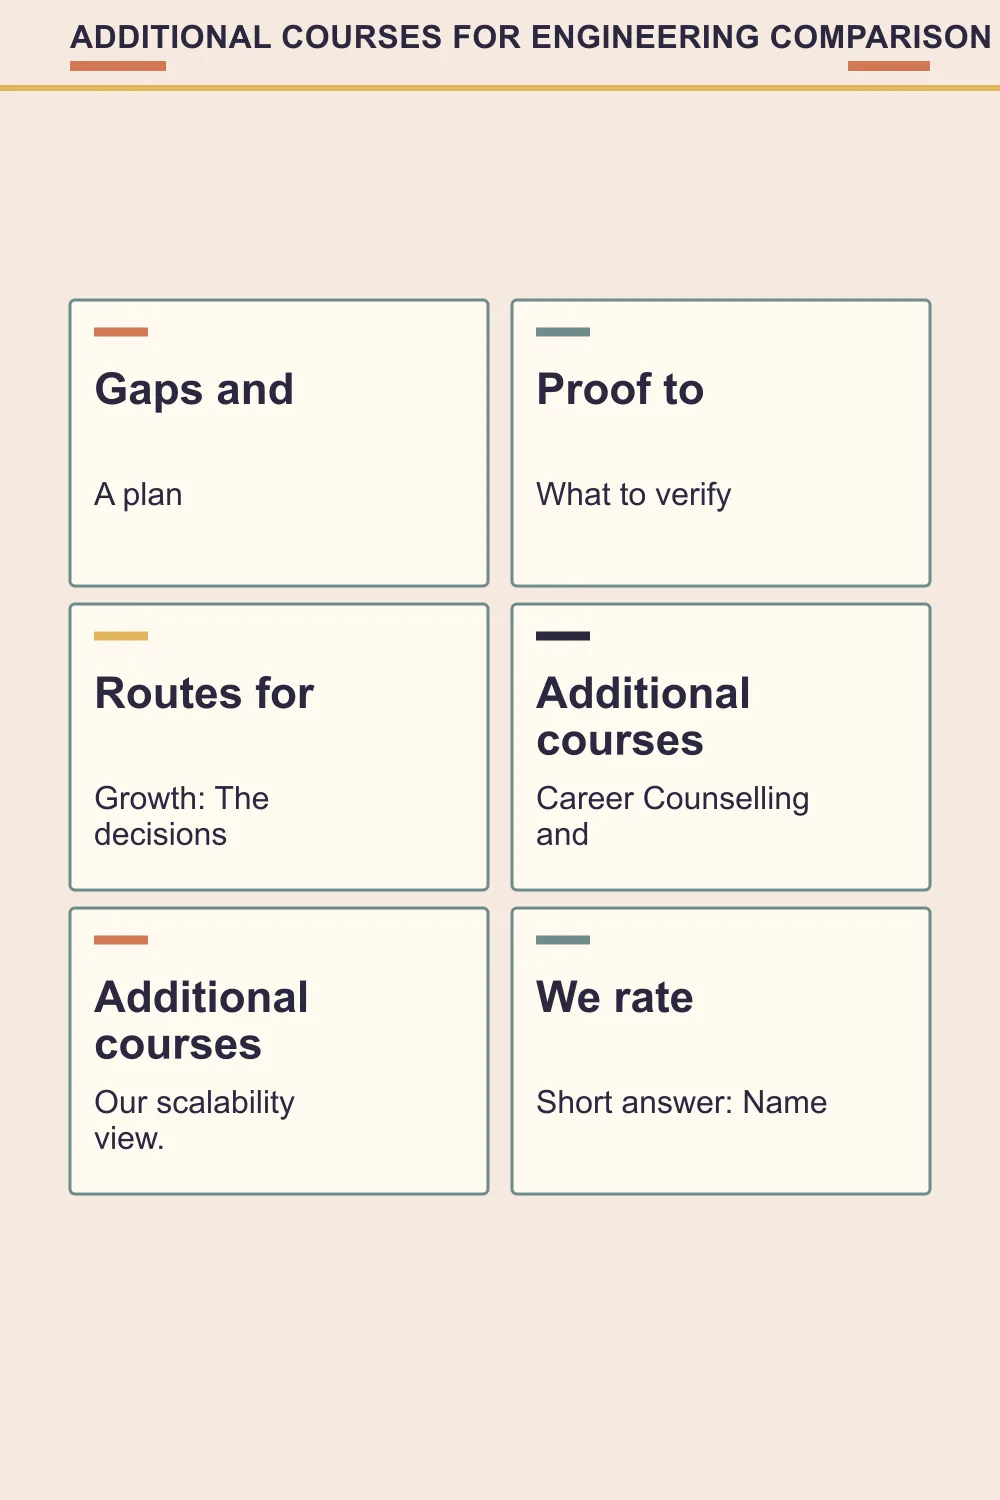 ADDITIONAL COURSES FOR ENGINEERING COMPARISON
Gaps and
A plan
Proof to
What to verify
Routes for
Growth: The
decisions
Additional
courses
Career Counselling
and
Additional
courses
Our scalability
view.
We rate
Short answer: Name